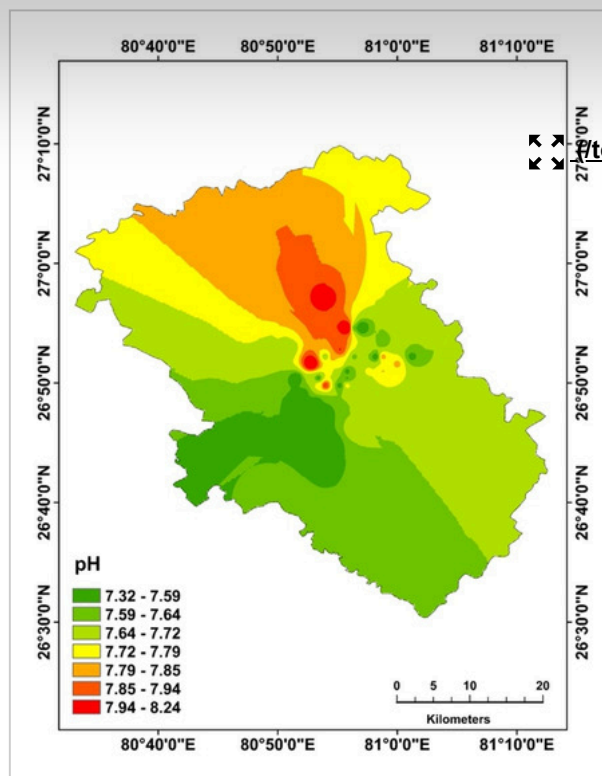 80°40'0"E 80°50'0"E 81°0'0"E 81°10'0"E
27°10'0"N
27°10'0"N
27°0'0"N
27°0'0"N
26°50'0"N
26°50'0"N
26°40'0"N
26°40'0"N
26°30'0"N
26°30'0"N
pH
7.32 - 7.59
7.59 - 7.64
7.64 - 7.72
7.72 - 7.79
7.79 - 7.85
7.85 - 7.94
7.94 - 8.24
0 5 10 20
Kilometers
80°40'0"E 80°50'0"E 81°0'0"E 81°10'0"E